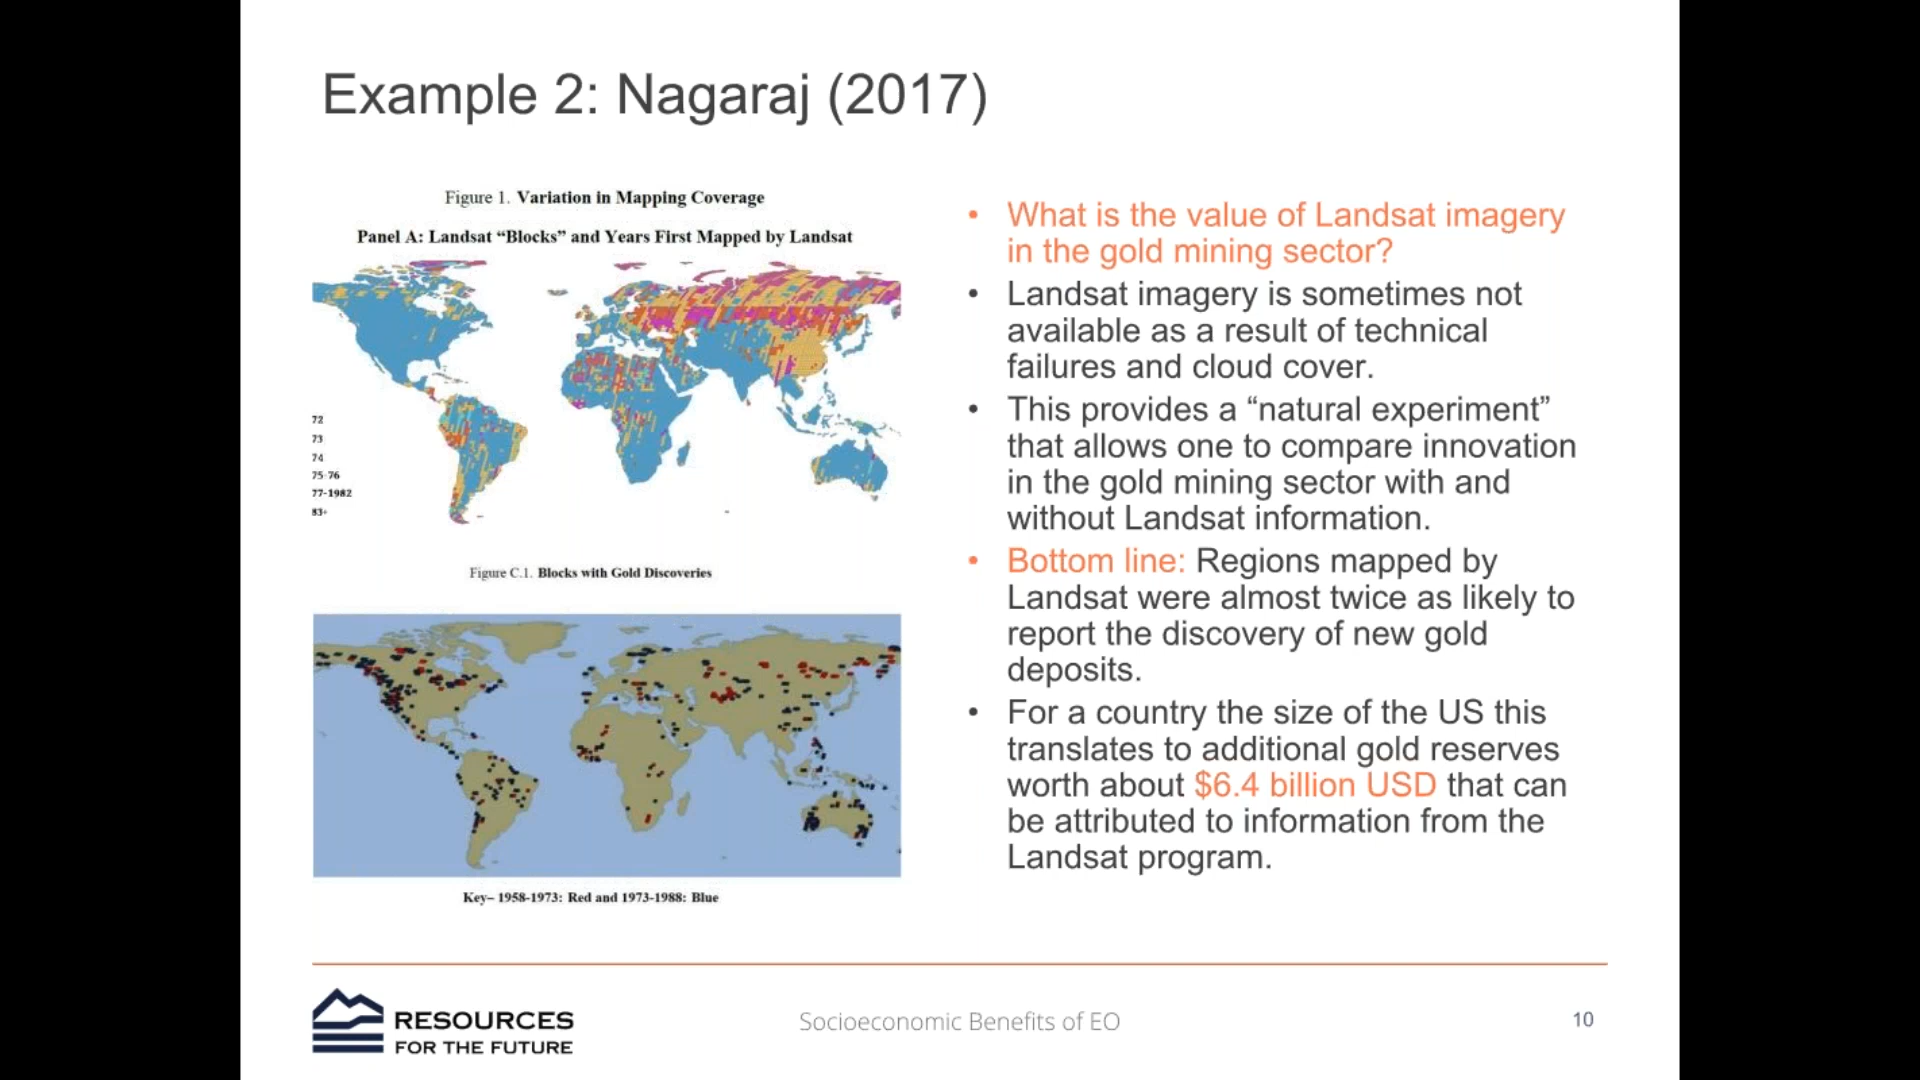 Example 2: Nagaraj (2017)
Figure 1. Variation in Mapping Coverage
Panel A: Landsat “Blocks” and Years First Mapped by Landsat
72
73
74
75-76
77-1982
83+
Figure C.1. Blocks with Gold Discoveries
Key– 1958-1973: Red and 1973-1988: Blue
• What is the value of Landsat imagery
in the gold mining sector?
• Landsat imagery is sometimes not
available as a result of technical
failures and cloud cover.
• This provides a “natural experiment”
that allows one to compare innovation
in the gold mining sector with and
without Landsat information.
• Bottom line: Regions mapped by
Landsat were almost twice as likely to
report the discovery of new gold
deposits.
• For a country the size of the US this
translates to additional gold reserves
worth about $6.4 billion USD that can
be attributed to information from the
Landsat program.
RESOURCES
FOR THE FUTURE
Socioeconomic Benefits of EO
10